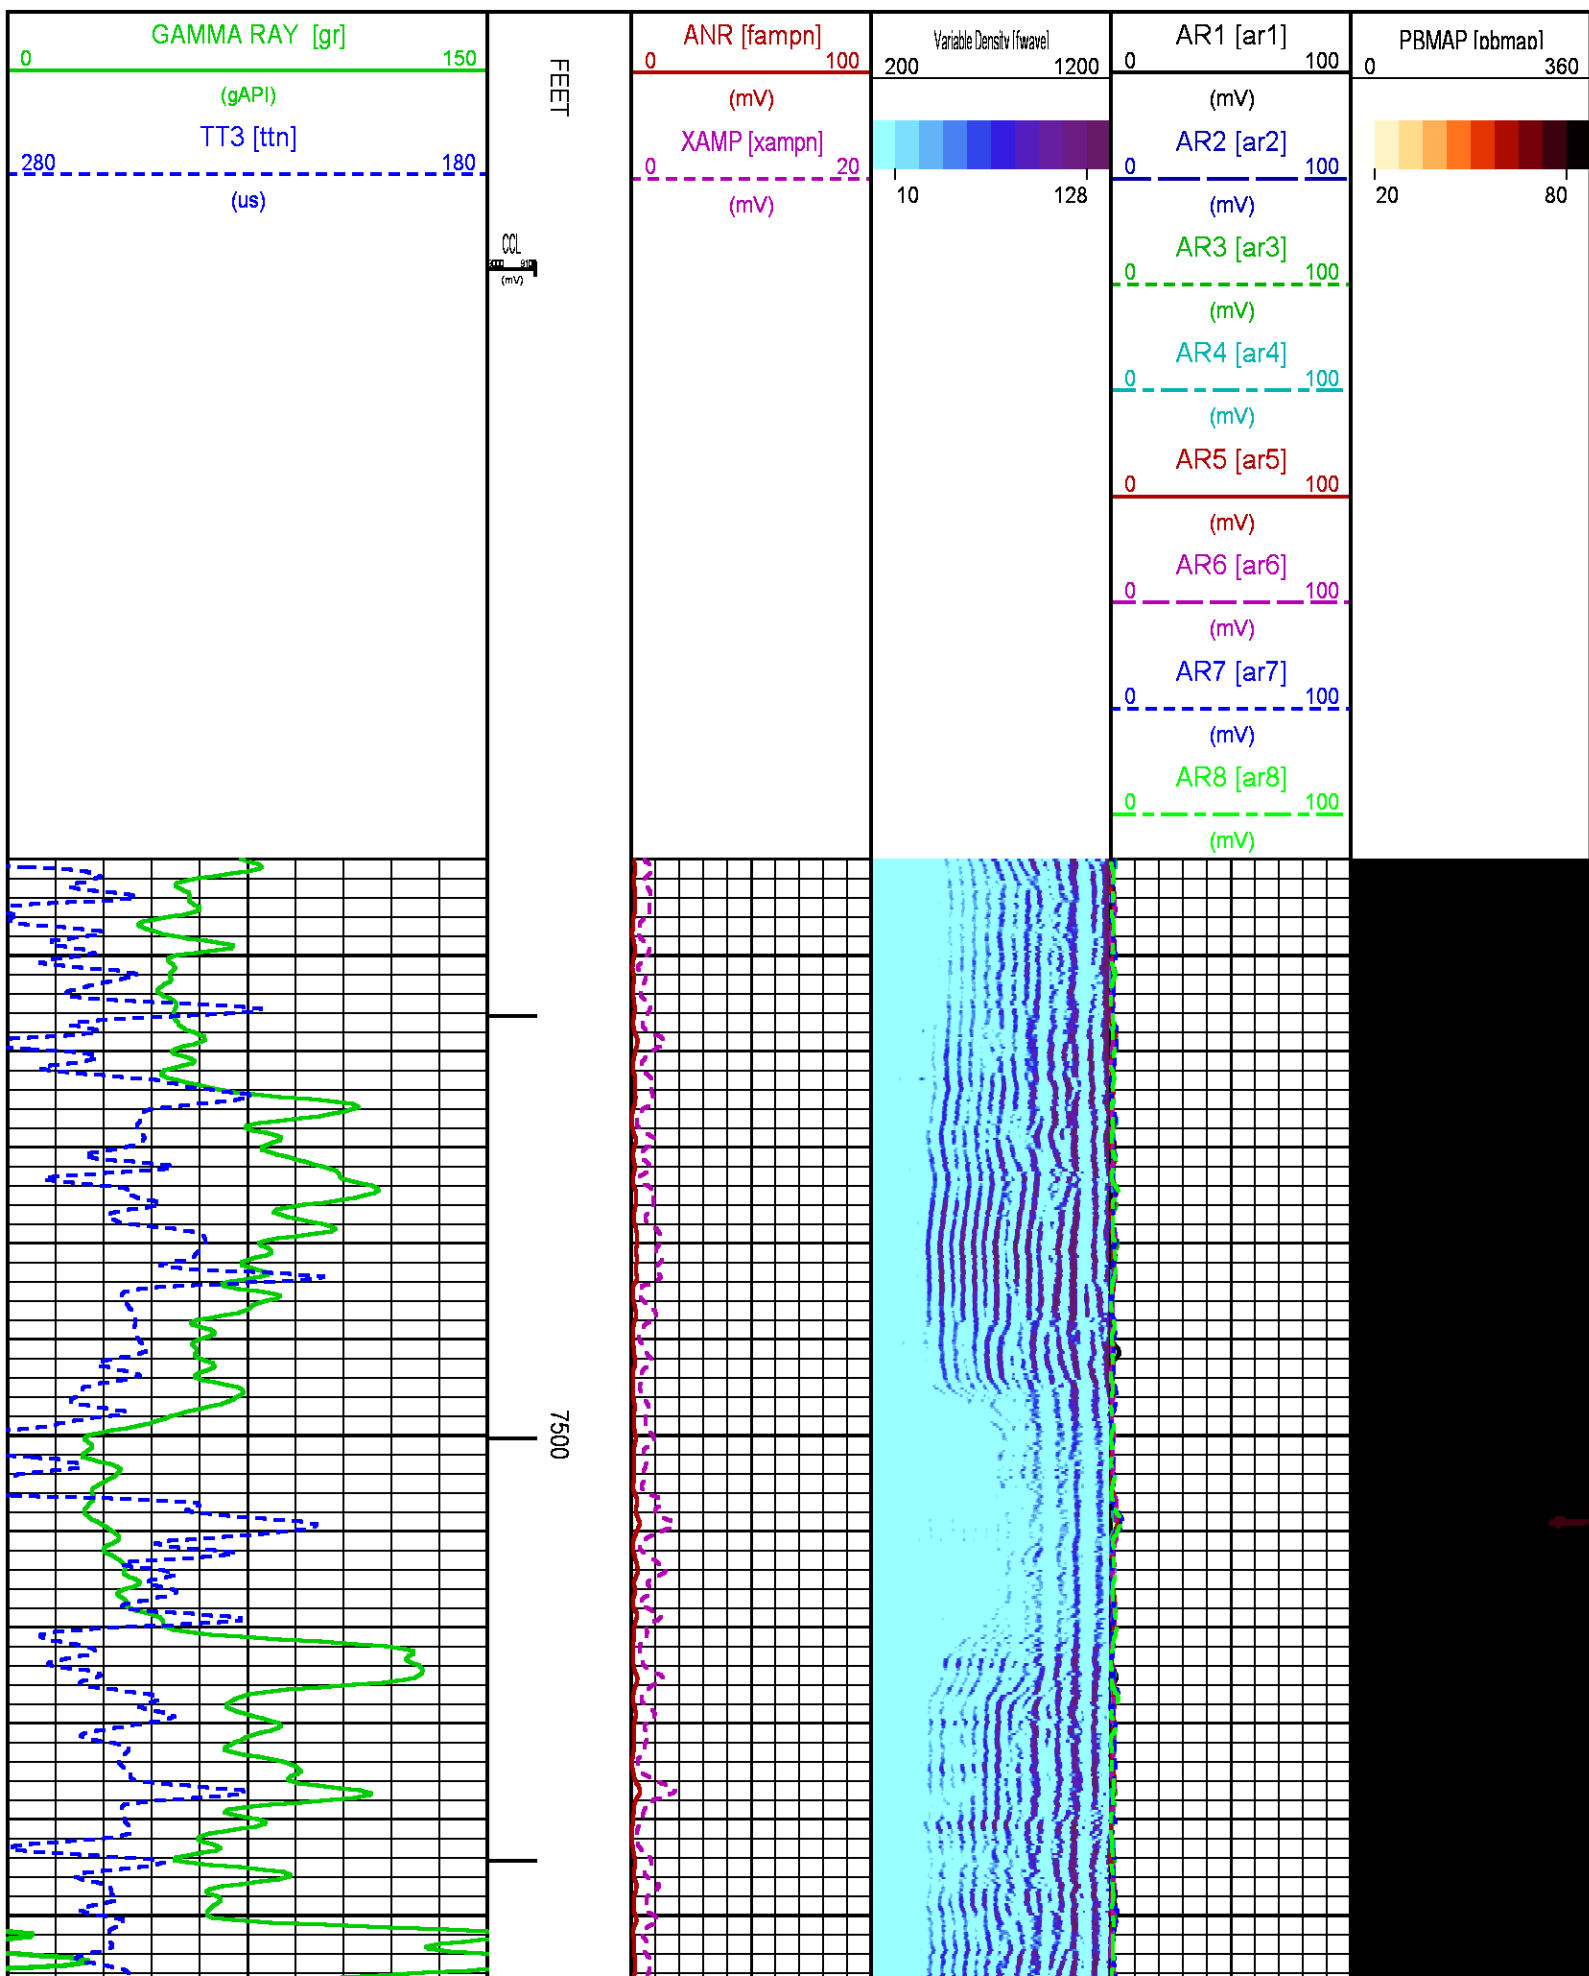 GAMMA RAY [gr]
0 150
(gAPI)
TT3 [ttn]
280 180
(us)
FEET
CCL
(mV)
ANR [fampn]
0 100
(mV)
XAMP [xampn]
0 20
(mV)
Variable Density [fwave]
200 1200
10 128
AR1 [ar1]
0 100
(mV)
AR2 [ar2]
0 100
(mV)
AR3 [ar3]
0 100
(mV)
AR4 [ar4]
0 100
(mV)
AR5 [ar5]
0 100
(mV)
AR6 [ar6]
0 100
(mV)
AR7 [ar7]
0 100
(mV)
AR8 [ar8]
0 100
(mV)
PBMAP [pbmap]
0 360
20 80
7500